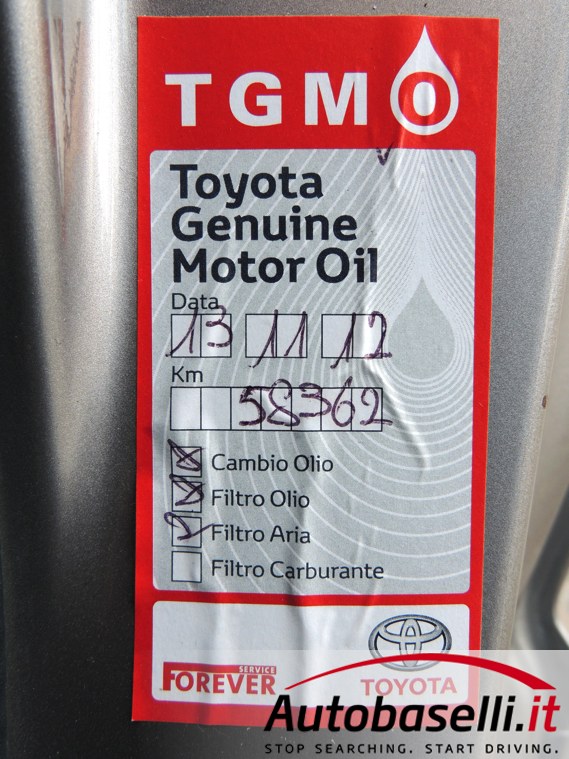 TGMO
Toyota
Genuine
Motor Oil
Data
13 11 12
Km
58362
Cambio Olio
Filtro Olio
Filtro Aria
Filtro Carburante
SERVICE
FOREVER
TOYOTA
Autobaselli.it
STOP SEARCHING. START DRIVING.